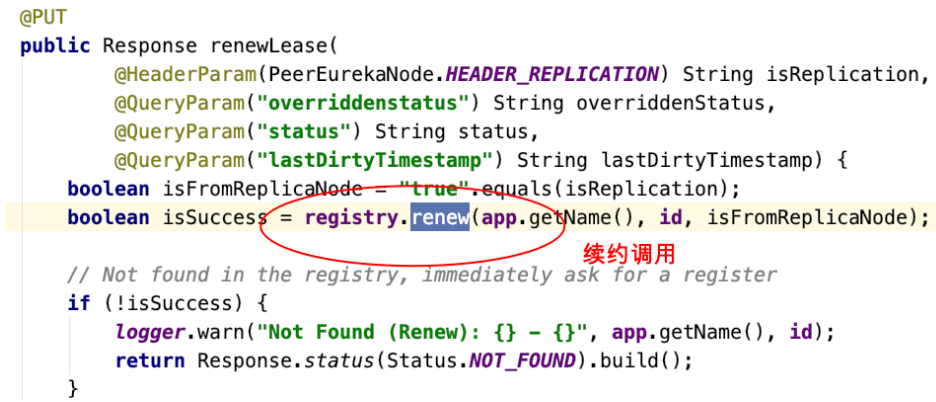 @PUT
public Response renewLease(
@HeaderParam(PeerEurekaNode.HEADER_REPLICATION) String isReplication,
@QueryParam("overriddenstatus") String overriddenStatus,
@QueryParam("status") String status,
@QueryParam("lastDirtyTimestamp") String lastDirtyTimestamp) {
boolean isFromReplicaNode = "true".equals(isReplication);
boolean isSuccess = registry.renew(app.getName(), id, isFromReplicaNode);
续约调用
// Not found in the registry, immediately ask for a register
if (!isSuccess) {
logger.warn("Not Found (Renew): {} - {}", app.getName(), id);
return Response.status(Status.NOT_FOUND).build();
}